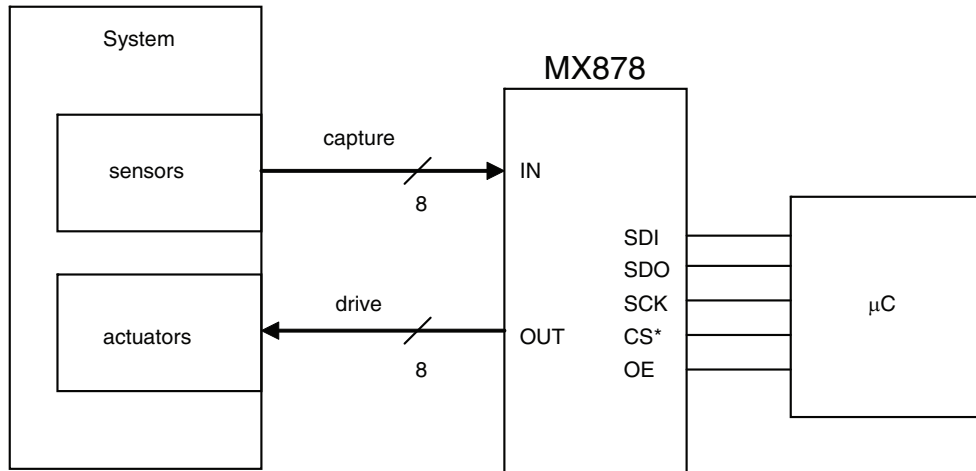 System
MX878
sensors
capture
8
IN
actuators
drive
8
OUT
SDI
SDO
SCK
CS*
OE
μC